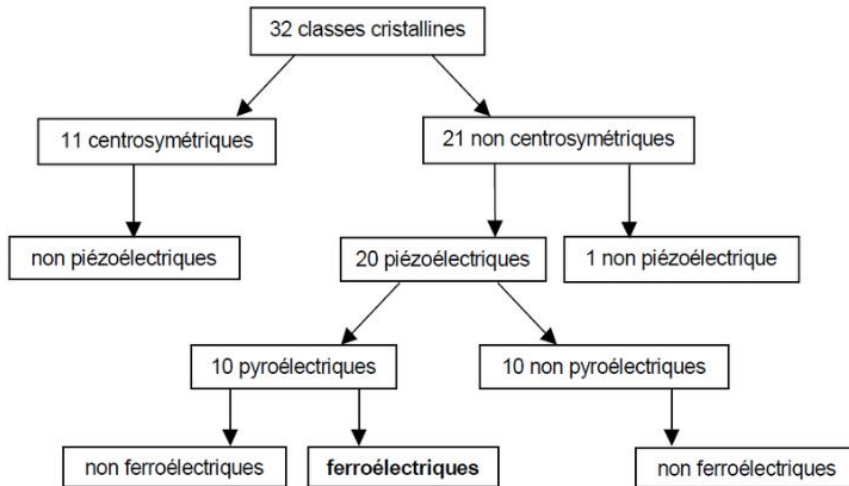 32 classes cristallines
11 centrosymétriques
21 non centrosymétriques
non piézoélectriques
20 piézoélectriques
1 non piézoélectrique
10 pyroélectriques
10 non pyroélectriques
non ferroélectriques
ferroélectriques
non ferroélectriques